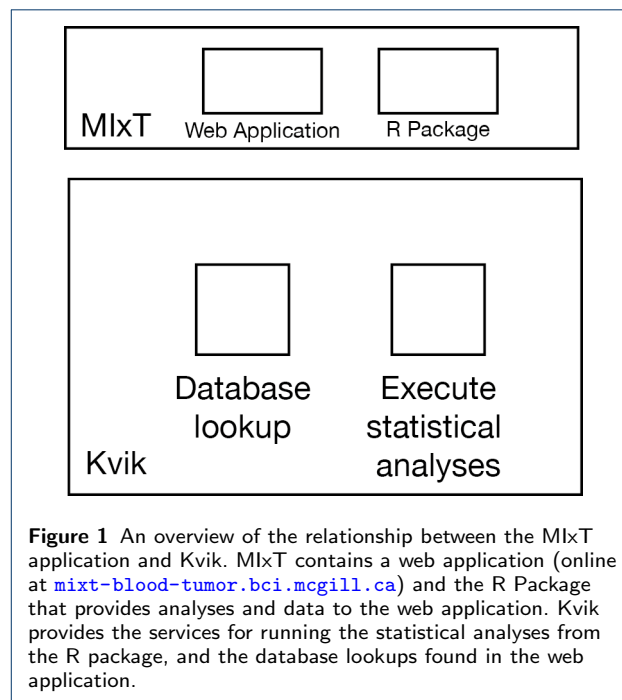 MIxT
Web Application
R Package
Database
lookup
Execute
statistical
analyses
Kvik
Figure 1 An overview of the relationship between the MIxT
application and Kvik. MIxT contains a web application (online
at mixt-blood-tumor.bci.mcgill.ca) and the R Package
that provides analyses and data to the web application. Kvik
provides the services for running the statistical analyses from
the R package, and the database lookups found in the web
application.